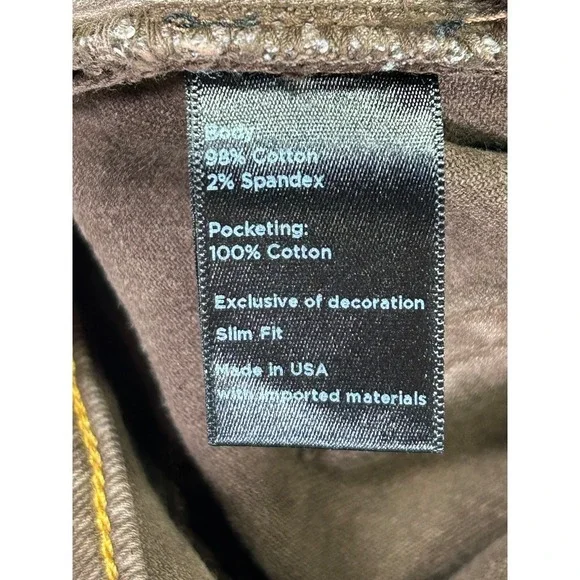 Body
98% Cotton
2% Spandex
Pocketing:
100% Cotton
Exclusive of decoration
Slim Fit
Made in USA
with imported materials